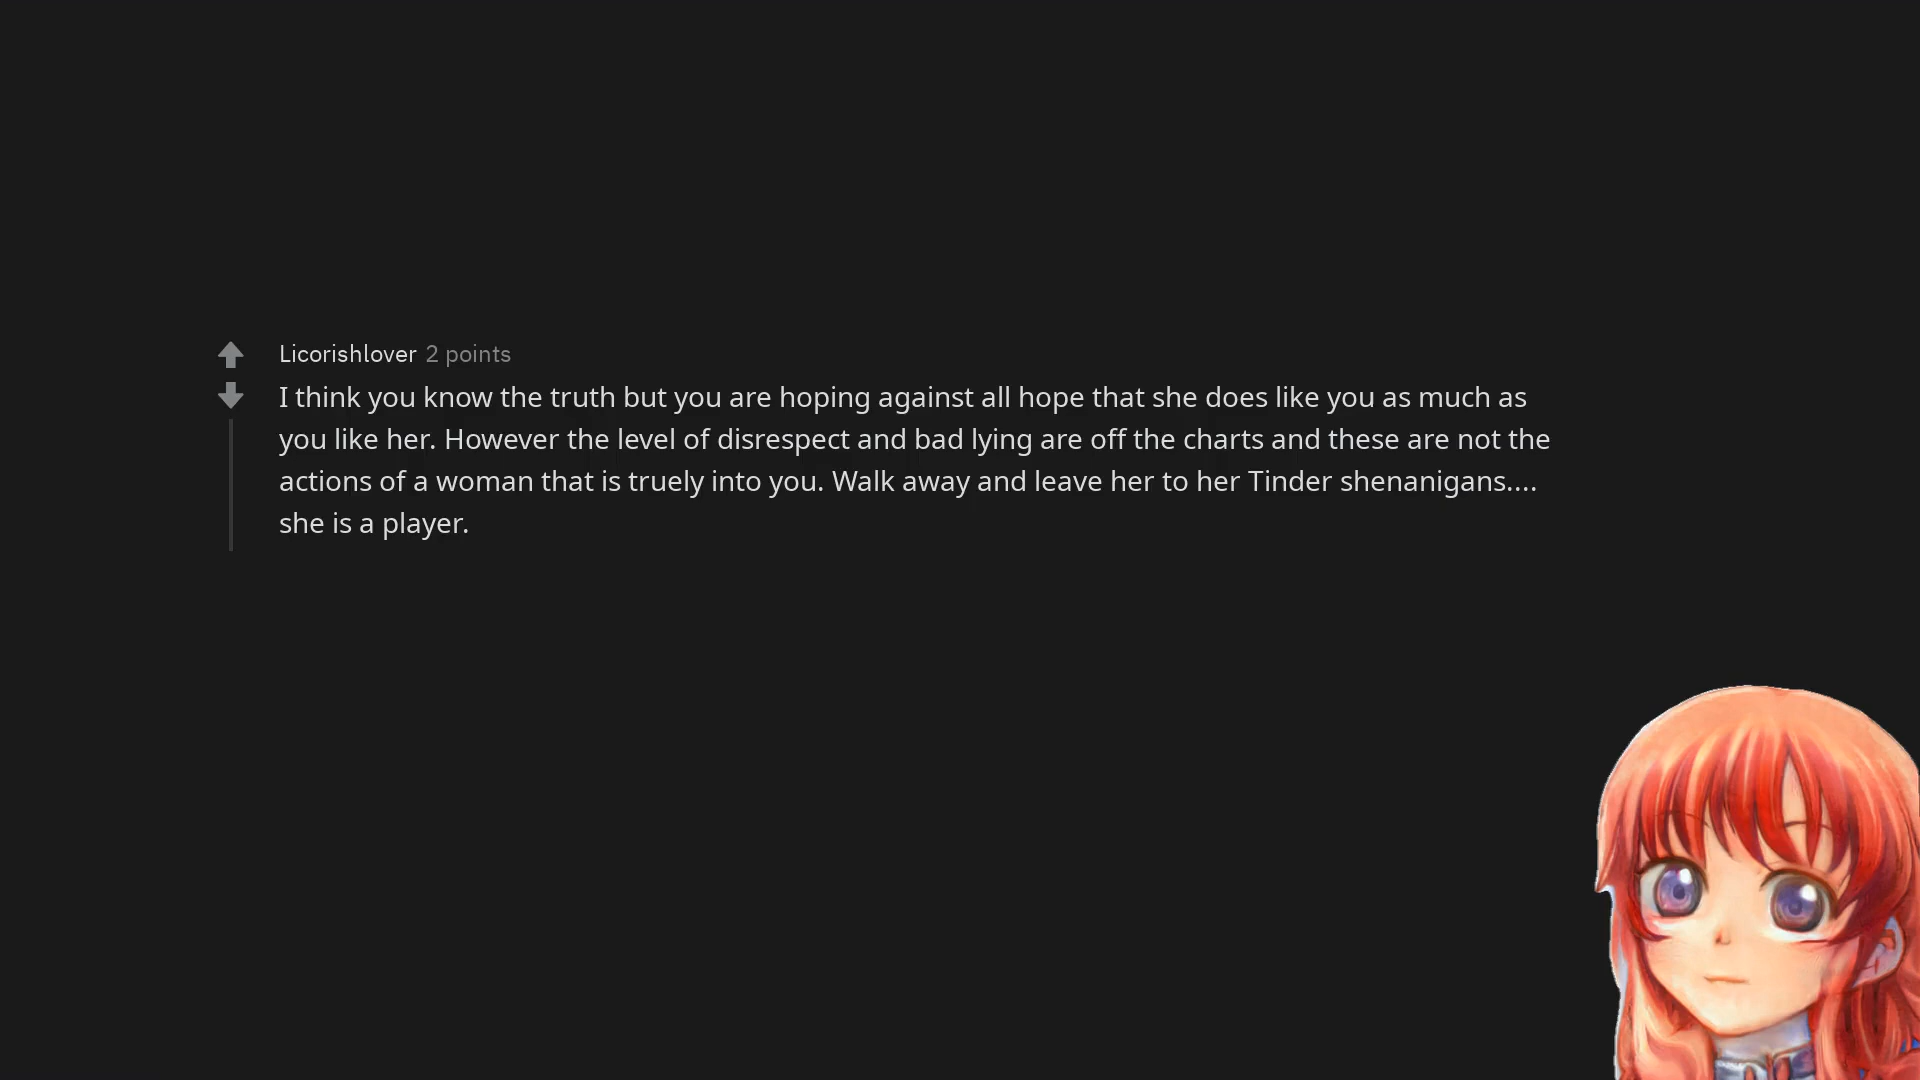 Licorishlover 2 points
I think you know the truth but you are hoping against all hope that she does like you as much as
you like her. However the level of disrespect and bad lying are off the charts and these are not the
actions of a woman that is truely into you. Walk away and leave her to her Tinder shenanigans....
she is a player.